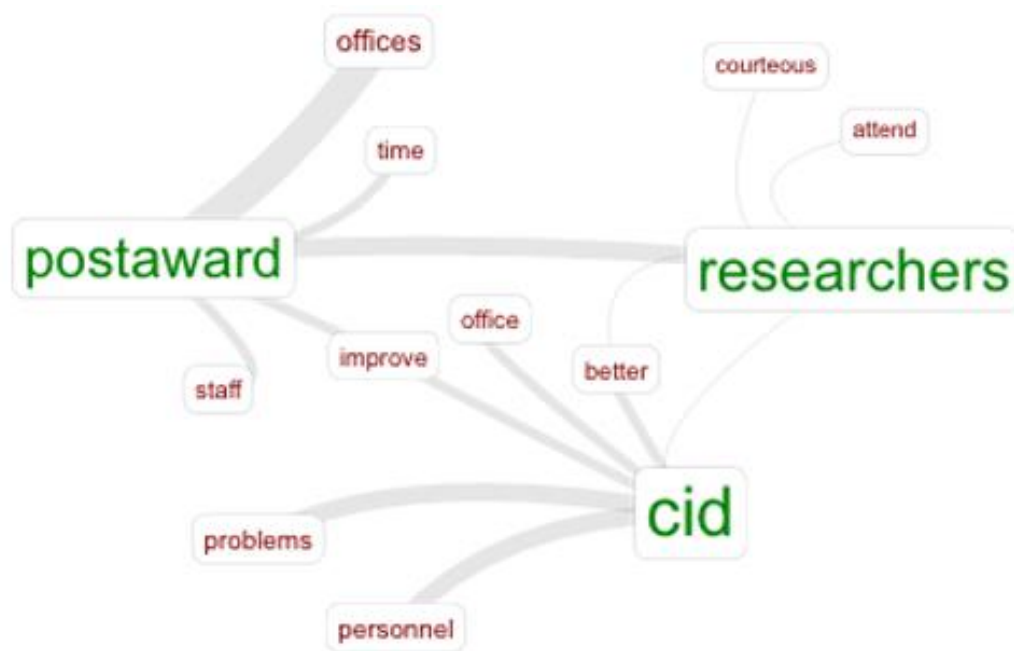 offices
courteous
attend
time
postaward
researchers
office
improve
better
staff
cid
problems
personnel